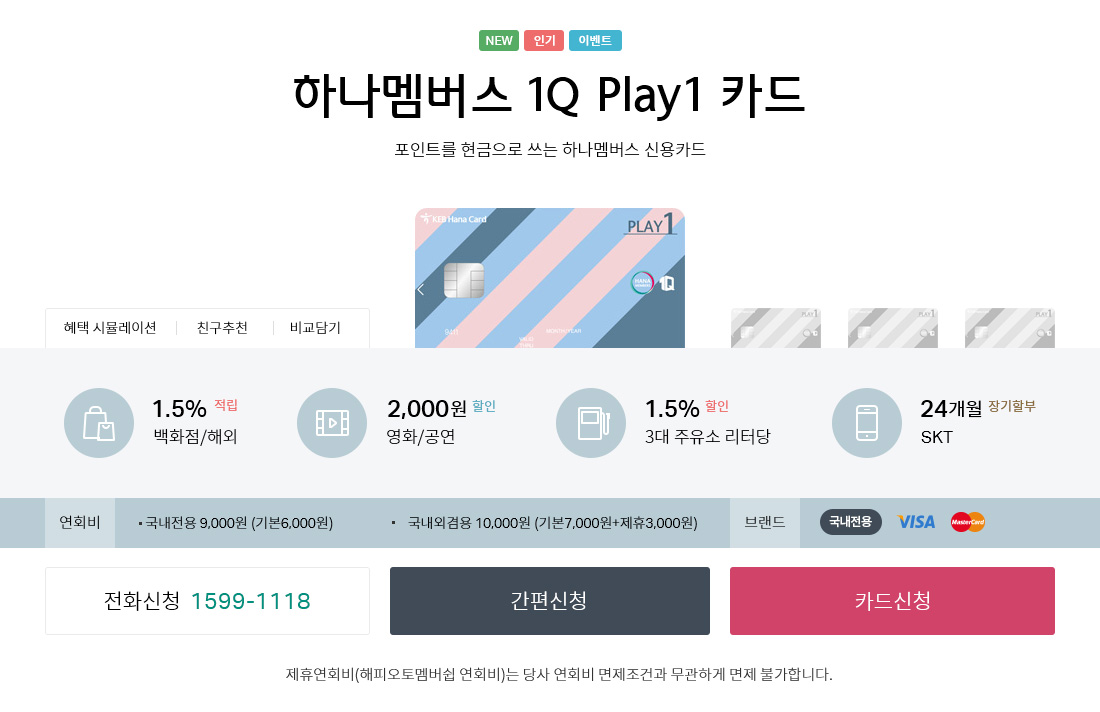 NEW 인기 이벤트
하나멤버스 1Q Play1 카드
포인트를 현금으로 쓰는 하나멤버스 신용카드
KEB Hana Card
PLAY1
1Q
MONTH/YEAR
혜택 시뮬레이션 친구추천 비교담기
1.5% 적립
백화점/해외
2,000원 할인
영화/공연
1.5% 할인
3대 주유소 리터당
24개월 장기할부
SKT
연회비
• 국내전용 9,000원 (기본6,000원)
• 국내외겸용 10,000원 (기본7,000원+제휴3,000원)
브랜드
국내전용 VISA MasterCard
전화신청 1599-1118
간편신청
카드신청
제휴연회비(해피오토멤버쉽 연회비)는 당사 연회비 면제조건과 무관하게 면제 불가합니다.